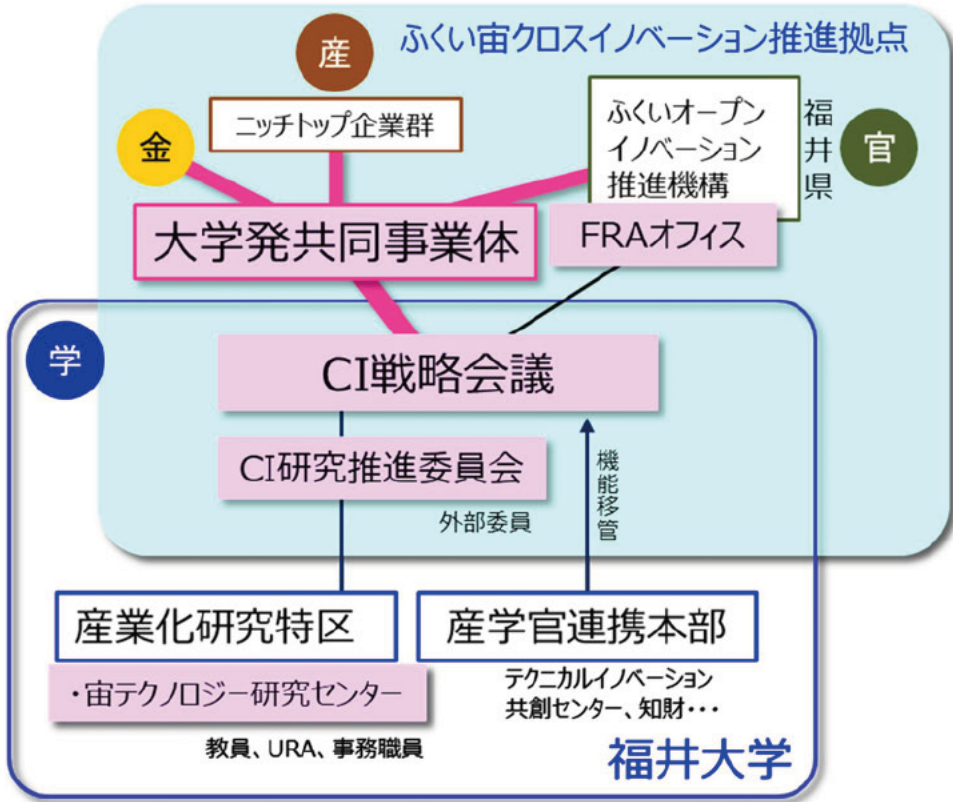 ふくい宙クロスイノベーション推進拠点
産
ニッチトップ企業群
金
ふくいオープン
イノベーション
推進機構
福井県
官
大学発共同事業体
FRAオフィス
学
CI戦略会議
CI研究推進委員会
外部委員
機能移管
産業化研究特区
・宙テクノロジー研究センター
教員、URA、事務職員
産学官連携本部
テクニカルイノベーション
共創センター、知財・・・
福井大学